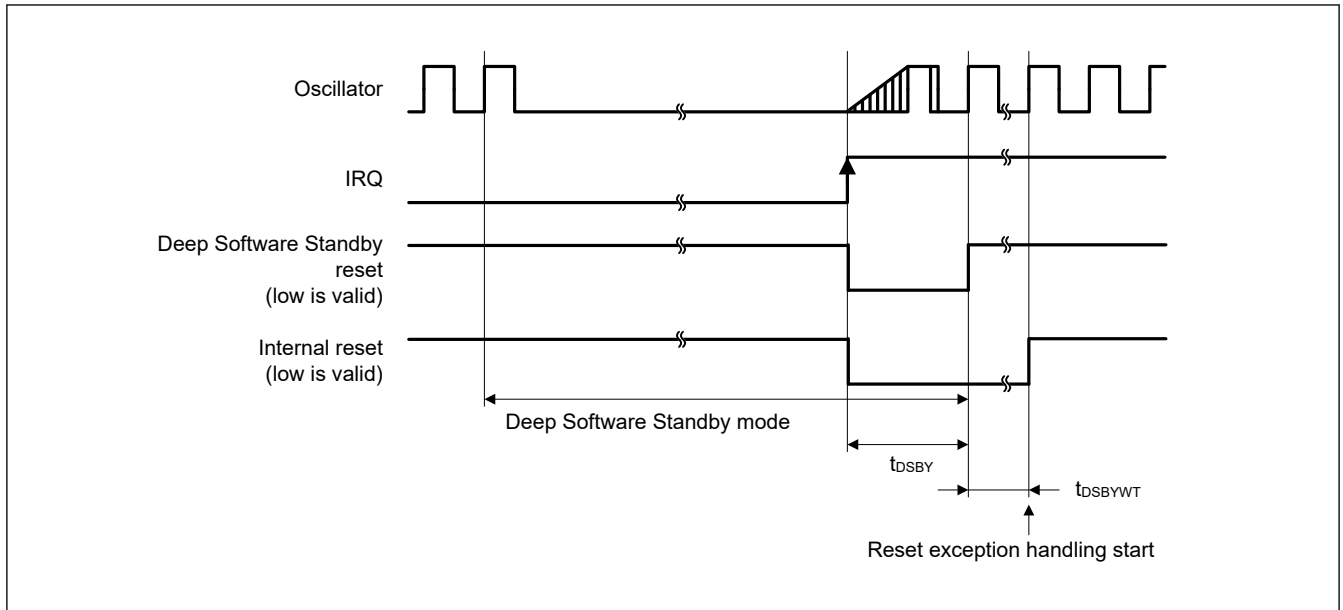 Oscillator
IRQ
Deep Software Standby
reset
(low is valid)
Internal reset
(low is valid)
Deep Software Standby mode
tDSBY
tDSBYWT
Reset exception handling start